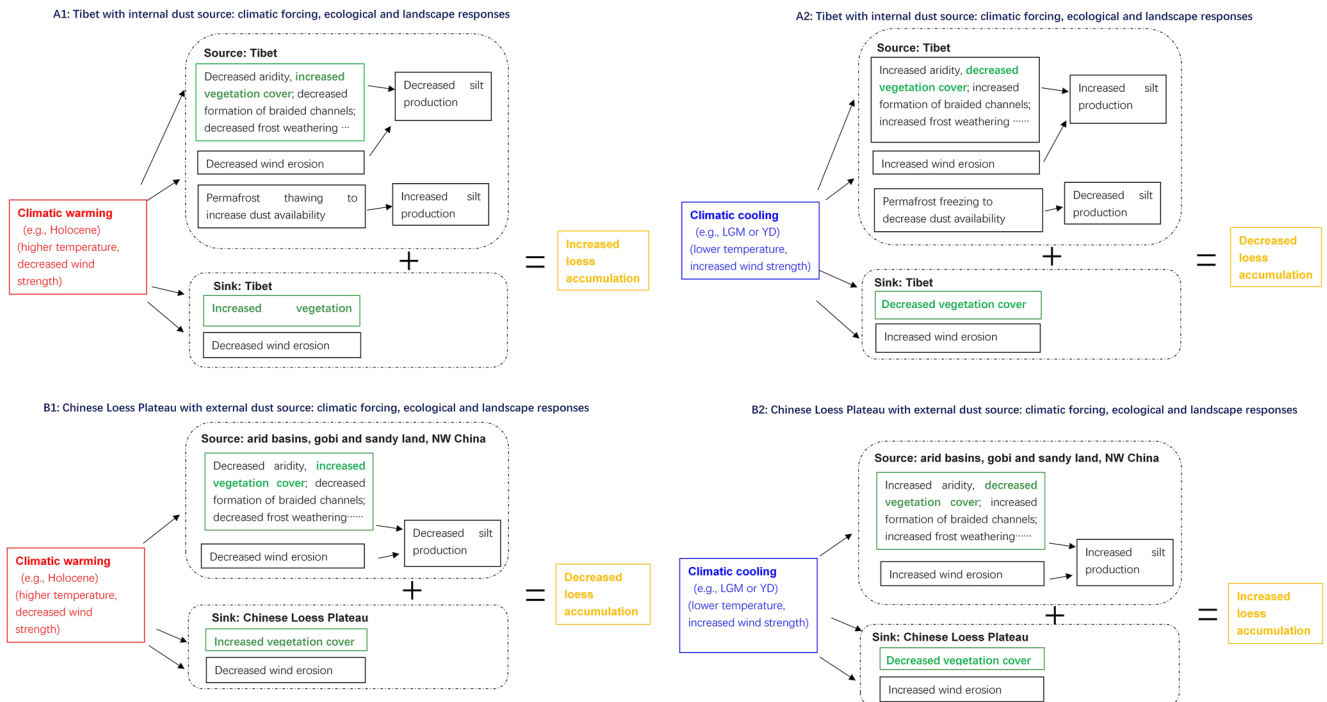 A1: Tibet with internal dust source: climatic forcing, ecological and landscape responses
Source: Tibet
Decreased aridity, increased
vegetation cover; decreased
formation of braided channels;
decreased frost weathering ···
Decreased silt
production
Decreased wind erosion
Permafrost thawing to
increase dust availability
Increased silt
production
Climatic warming
(e.g., Holocene)
(higher temperature,
decreased wind
strength)
+
=
Increased
loess
accumulation
Sink: Tibet
Increased vegetation
Decreased wind erosion
A2: Tibet with internal dust source: climatic forcing, ecological and landscape responses
Source: Tibet
Increased aridity, decreased
vegetation cover; increased
formation of braided channels;
increased frost weathering ······
Increased silt
production
Increased wind erosion
Permafrost freezing to
decrease dust availability
Decreased silt
production
Climatic cooling
(e.g., LGM or YD)
(lower temperature,
increased wind strength)
+
=
Decreased
loess
accumulation
Sink: Tibet
Decreased vegetation cover
Increased wind erosion
B1: Chinese Loess Plateau with external dust source: climatic forcing, ecological and landscape responses
Source: arid basins, gobi and sandy land, NW China
Decreased aridity, increased
vegetation cover; decreased
formation of braided channels;
decreased frost weathering······
Decreased silt
production
Decreased wind erosion
Climatic warming
(e.g., Holocene)
(higher temperature,
decreased wind
strength)
+
=
Decreased
loess
accumulation
Sink: Chinese Loess Plateau
Increased vegetation cover
Decreased wind erosion
B2: Chinese Loess Plateau with external dust source: climatic forcing, ecological and landscape responses
Source: arid basins, gobi and sandy land, NW China
Increased aridity, decreased
vegetation cover; increased
formation of braided channels;
increased frost weathering······
Increased silt
production
Increased wind erosion
Climatic cooling
(e.g., LGM or YD)
(lower temperature,
increased wind strength)
+
=
Increased
loess
accumulation
Sink: Chinese Loess Plateau
Decreased vegetation cover
Increased wind erosion